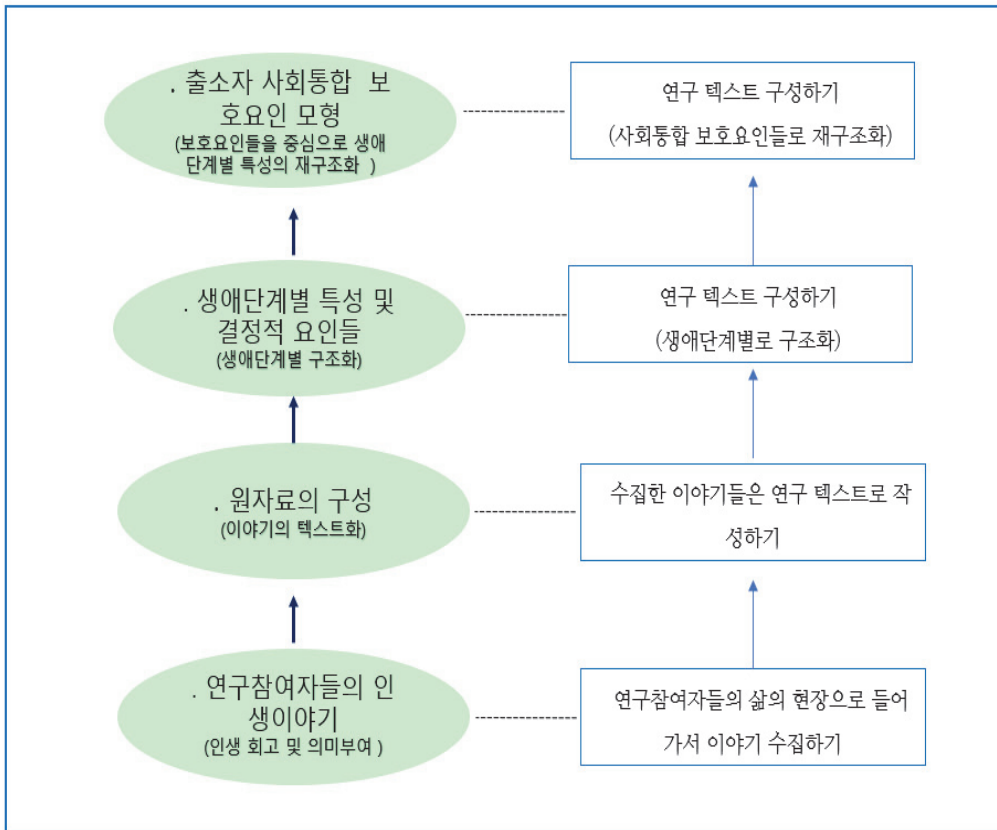 . 출소자 사회통합  보
호요인 모형
(보호요인들을 중심으로 생애
단계별 특성의 재구조화 )
연구 텍스트 구성하기
(사회통합 보호요인들로 재구조화)
. 생애단계별 특성 및
결정적 요인들
(생애단계별 구조화)
연구 텍스트 구성하기
(생애단계별로 구조화)
. 원자료의 구성
(이야기의 텍스트화)
수집한 이야기들은 연구 텍스트로 작
성하기
. 연구참여자들의 인
생이야기
(인생 회고 및 의미부여 )
연구참여자들의 삶의 현장으로 들어
가서 이야기 수집하기